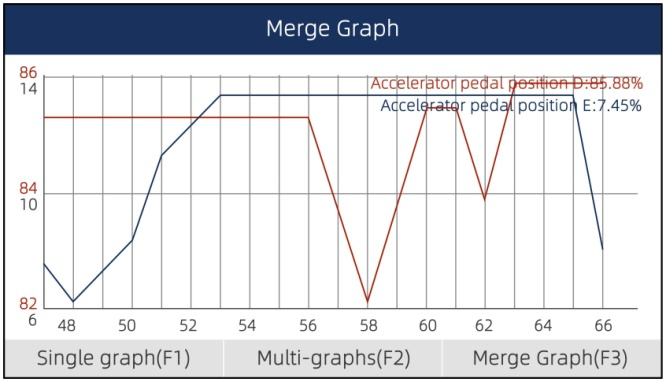 Merge Graph
86
14
Accelerator pedal position D:85.88%
Accelerator pedal position E:7.45%
84
10
82
6
48 50 52 54 56 58 60 62 64 66
Single graph(F1) Multi-graphs(F2) Merge Graph(F3)